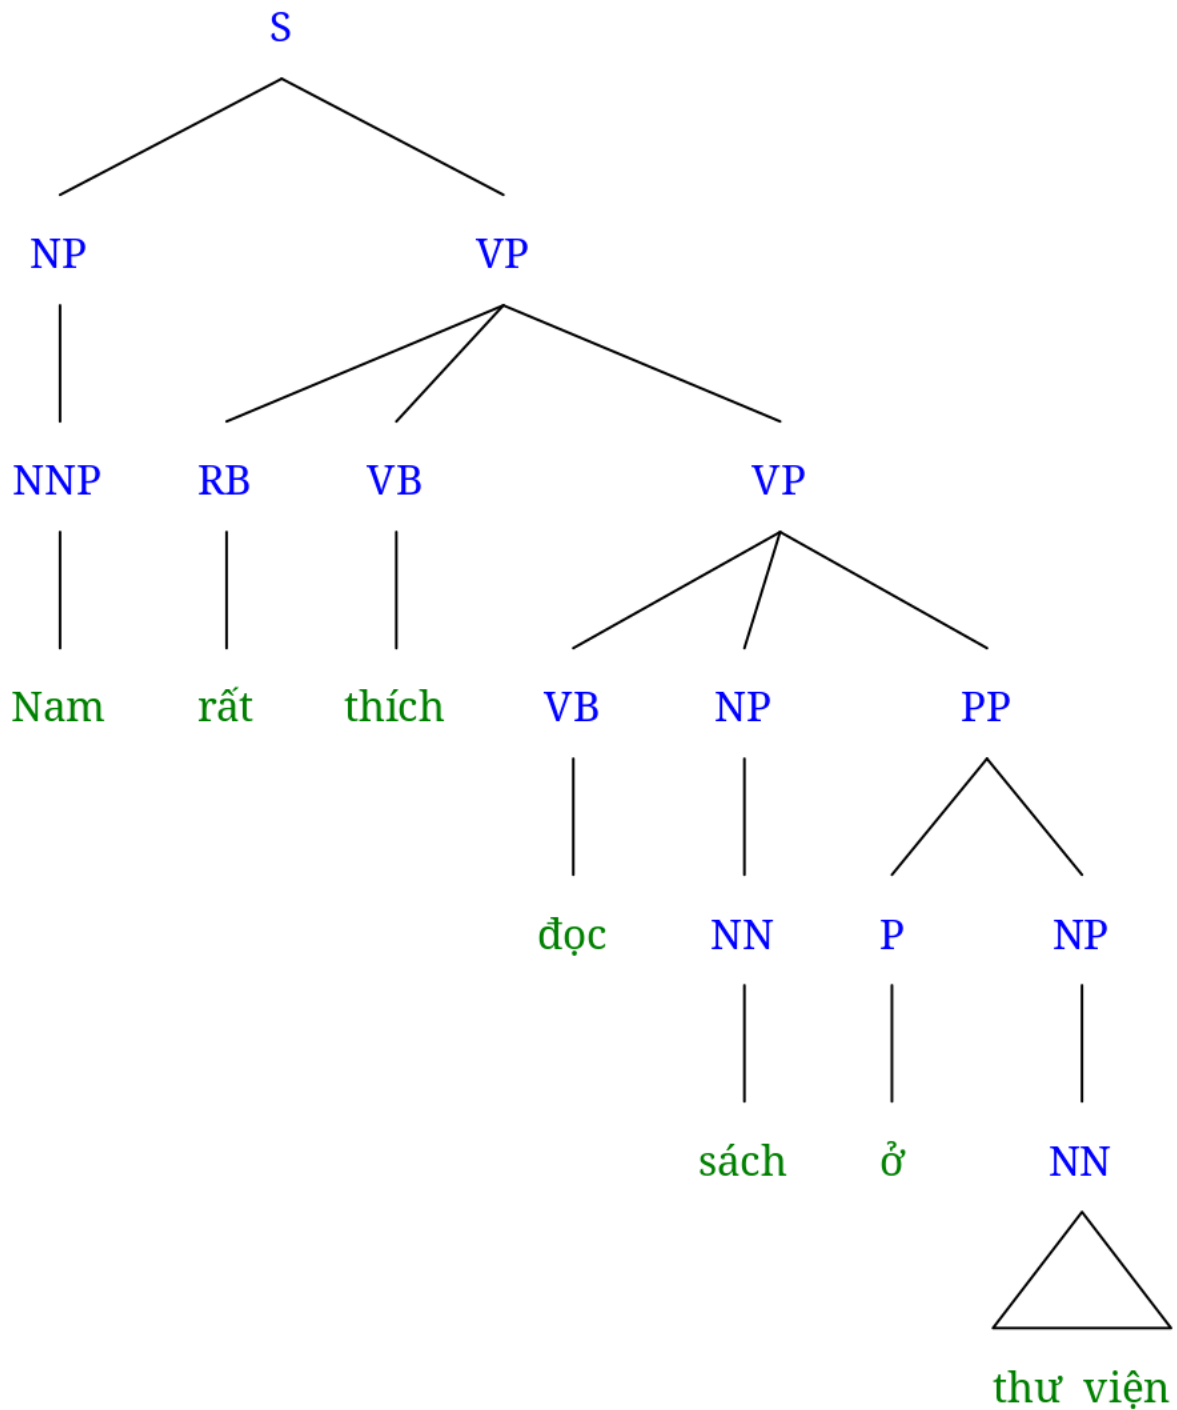 S
NP VP
NNP RB VB VP
Nam rất thích VB NP PP
đọc NN P NP
sách ở NN
thư viện